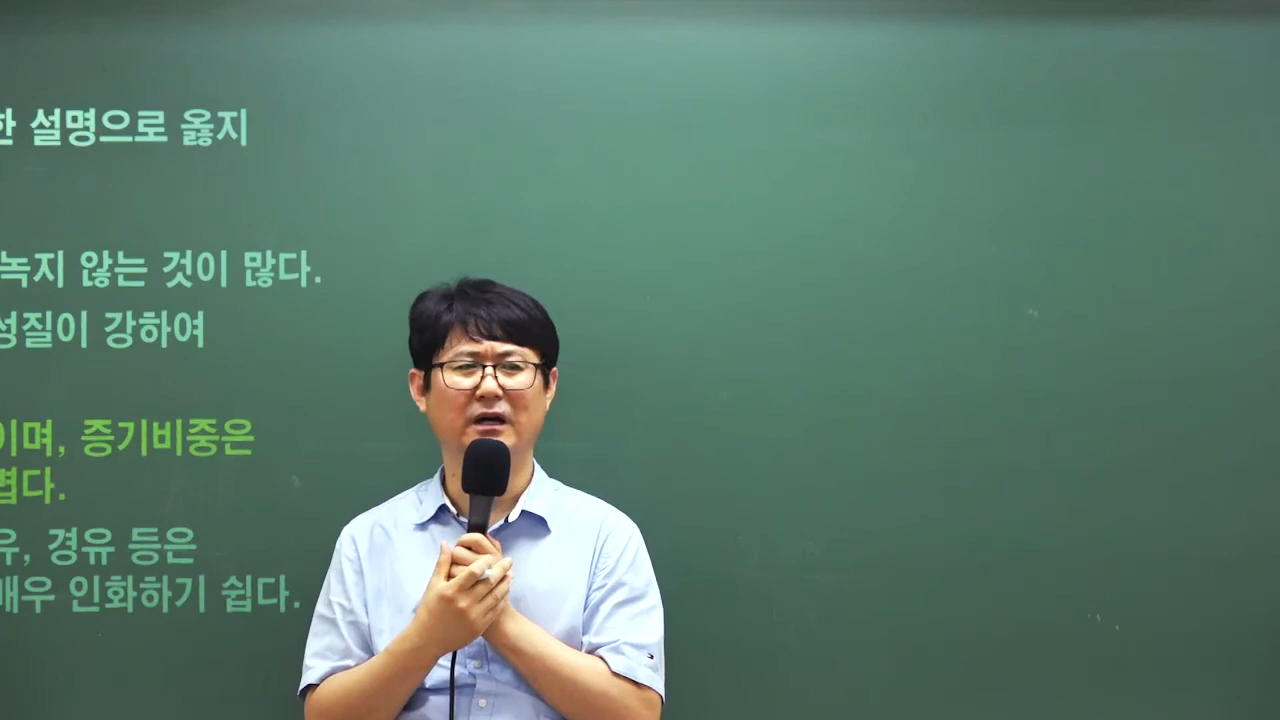 한 설명으로 옳지
녹지 않는 것이 많다.
성질이 강하여
이며, 증기비중은
볍다.
유, 경유 등은
매우 인화하기 쉽다.